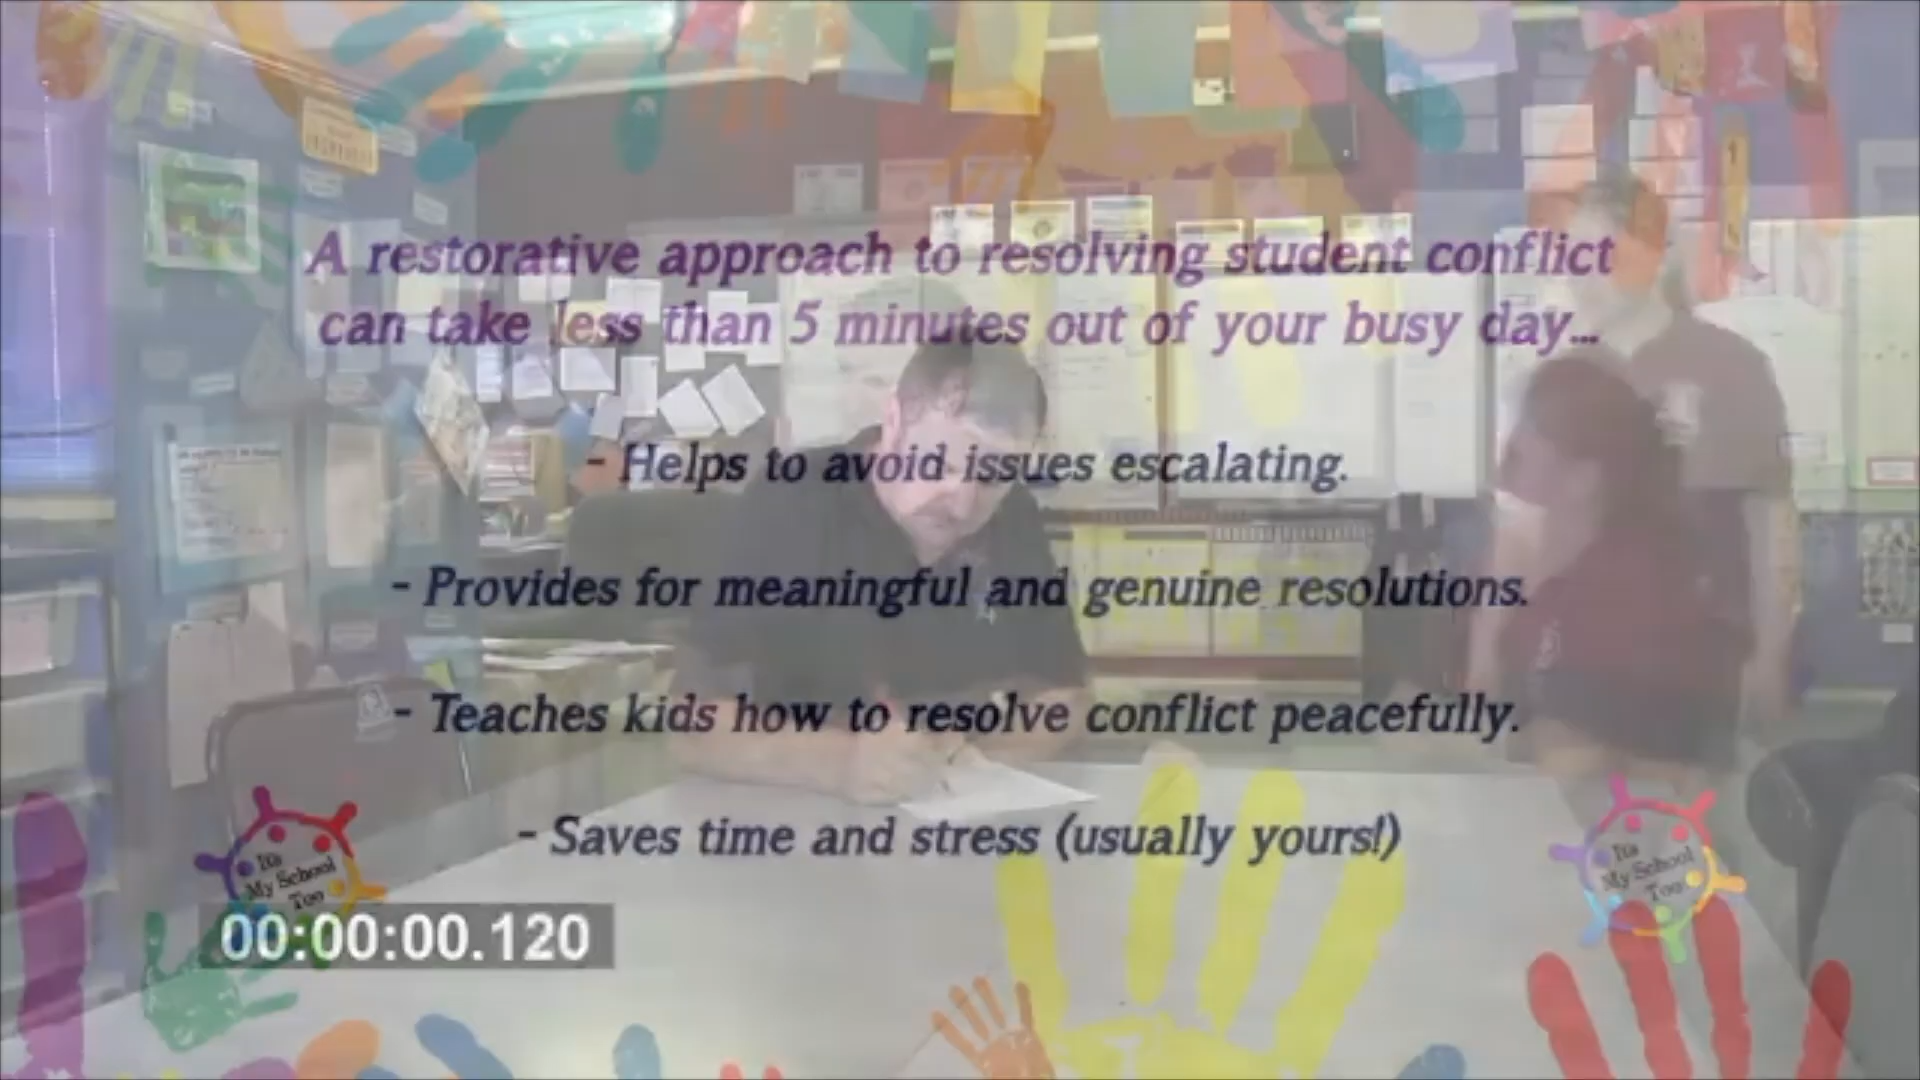 A restorative approach to resolving student conflict
can take less than 5 minutes out of your busy day...
- Helps to avoid issues escalating.
- Provides for meaningful and genuine resolutions.
- Teaches kids how to resolve conflict peacefully.
- Saves time and stress (usually yours!)
It's
My School
Too
It's
My School
Too
00:00:00.120